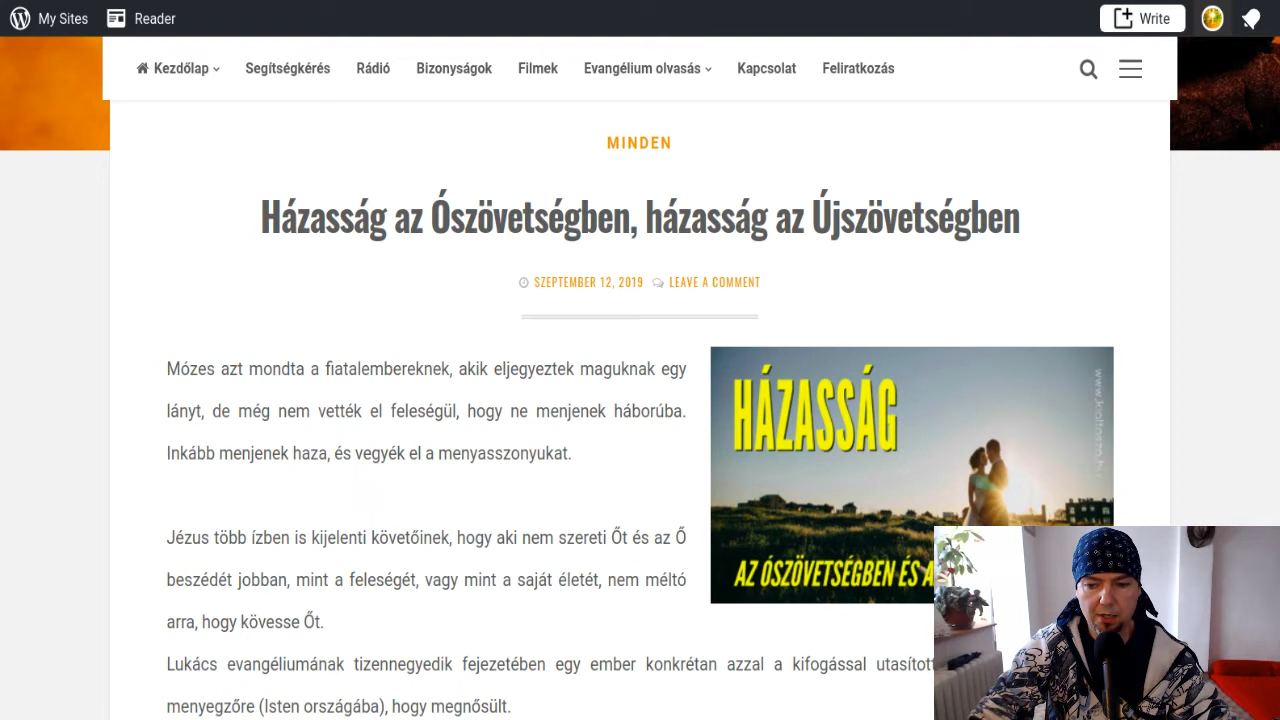 My Sites Reader Write
Kezdőlap Segítségkérés Rádió Bizonyságok Filmek Evangélium olvasás Kapcsolat Feliratkozás
MINDEN
Házasság az Ószövetségben, házasság az Újszövetségben
SZEPTEMBER 12, 2019 LEAVE A COMMENT
Mózes azt mondta a fiatalembereknek, akik eljegyeztek maguknak egy
lányt, de még nem vették el feleségül, hogy ne menjenek háborúba.
Inkább menjenek haza, és vegyék el a menyasszonyukat.
Jézus több ízben is kijelenti követőinek, hogy aki nem szereti Őt és az Ő
beszédét jobban, mint a feleségét, vagy mint a saját életét, nem méltó
arra, hogy kövesse Őt.
Lukács evangéliumának tizennegyedik fejezetében egy ember konkrétan azzal a kifogással utasított
menyegzőre (Isten országába), hogy megnősült.
HÁZASSÁG
AZ ÓSZÖVETSÉGBEN ÉS A